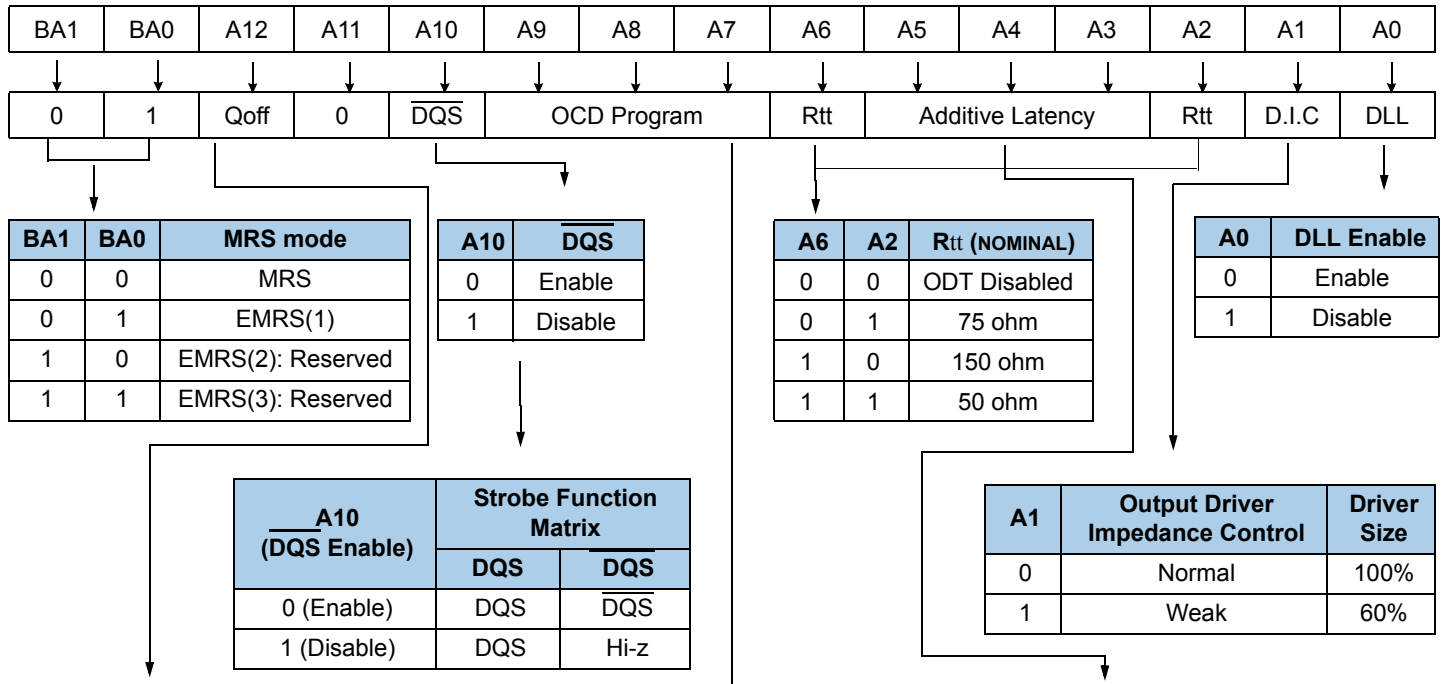 BA1 BA0 A12 A11 A10 A9 A8 A7 A6 A5 A4 A3 A2 A1 A0
0 1 Qoff 0 D̅Q̅S̅ OCD Program Rtt Additive Latency Rtt D.I.C DLL
BA1 BA0 MRS mode
0 0 MRS
0 1 EMRS(1)
1 0 EMRS(2): Reserved
1 1 EMRS(3): Reserved
A10 D̅Q̅S̅
0 Enable
1 Disable
A6 A2 Rtt (NOMINAL)
0 0 ODT Disabled
0 1 75 ohm
1 0 150 ohm
1 1 50 ohm
A0 DLL Enable
0 Enable
1 Disable
A10
(D̅Q̅S̅ Enable)
Strobe Function
Matrix
DQS D̅Q̅S̅
0 (Enable) DQS D̅Q̅S̅
1 (Disable) DQS Hi-z
A1
Output Driver
Impedance Control
Driver
Size
0 Normal 100%
1 Weak 60%